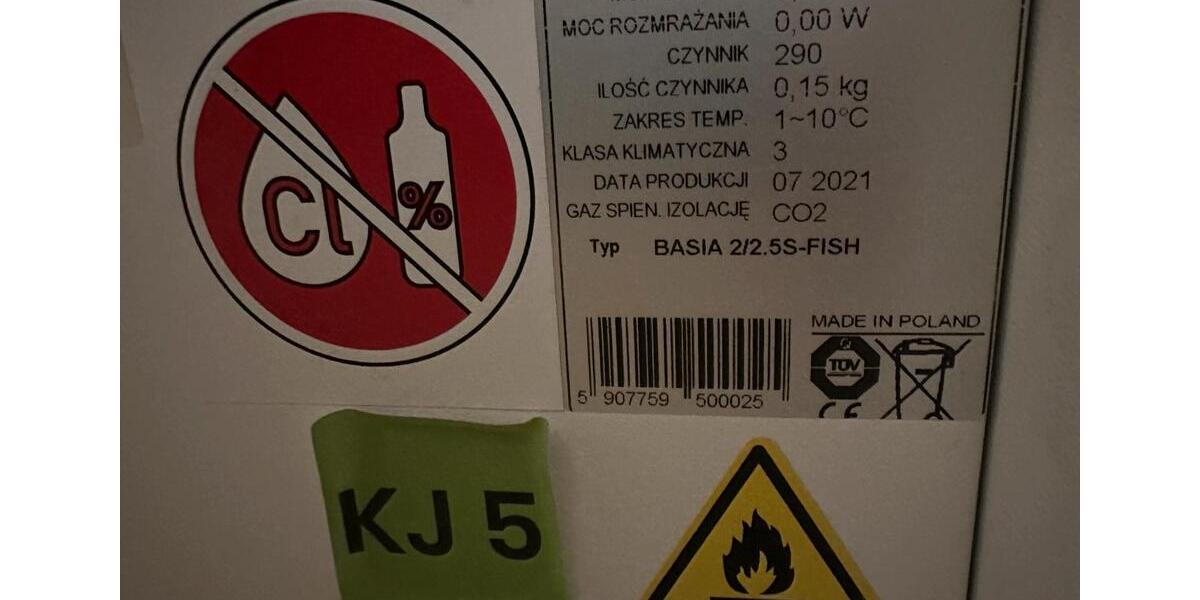 MOC ROZMRAŻANIA 0,00 W
CZYNNIK 290
ILOŚĆ CZYNNIKA 0,15 kg
ZAKRES TEMP. 1~10°C
KLASA KLIMATYCZNA 3
DATA PRODUKCJI 07 2021
GAZ SPIEN. IZOLACJĘ CO2
Typ BASIA 2/2.5S-FISH
Cl %
MADE IN POLAND
TÜV
5 907759 500025
CE
KJ 5